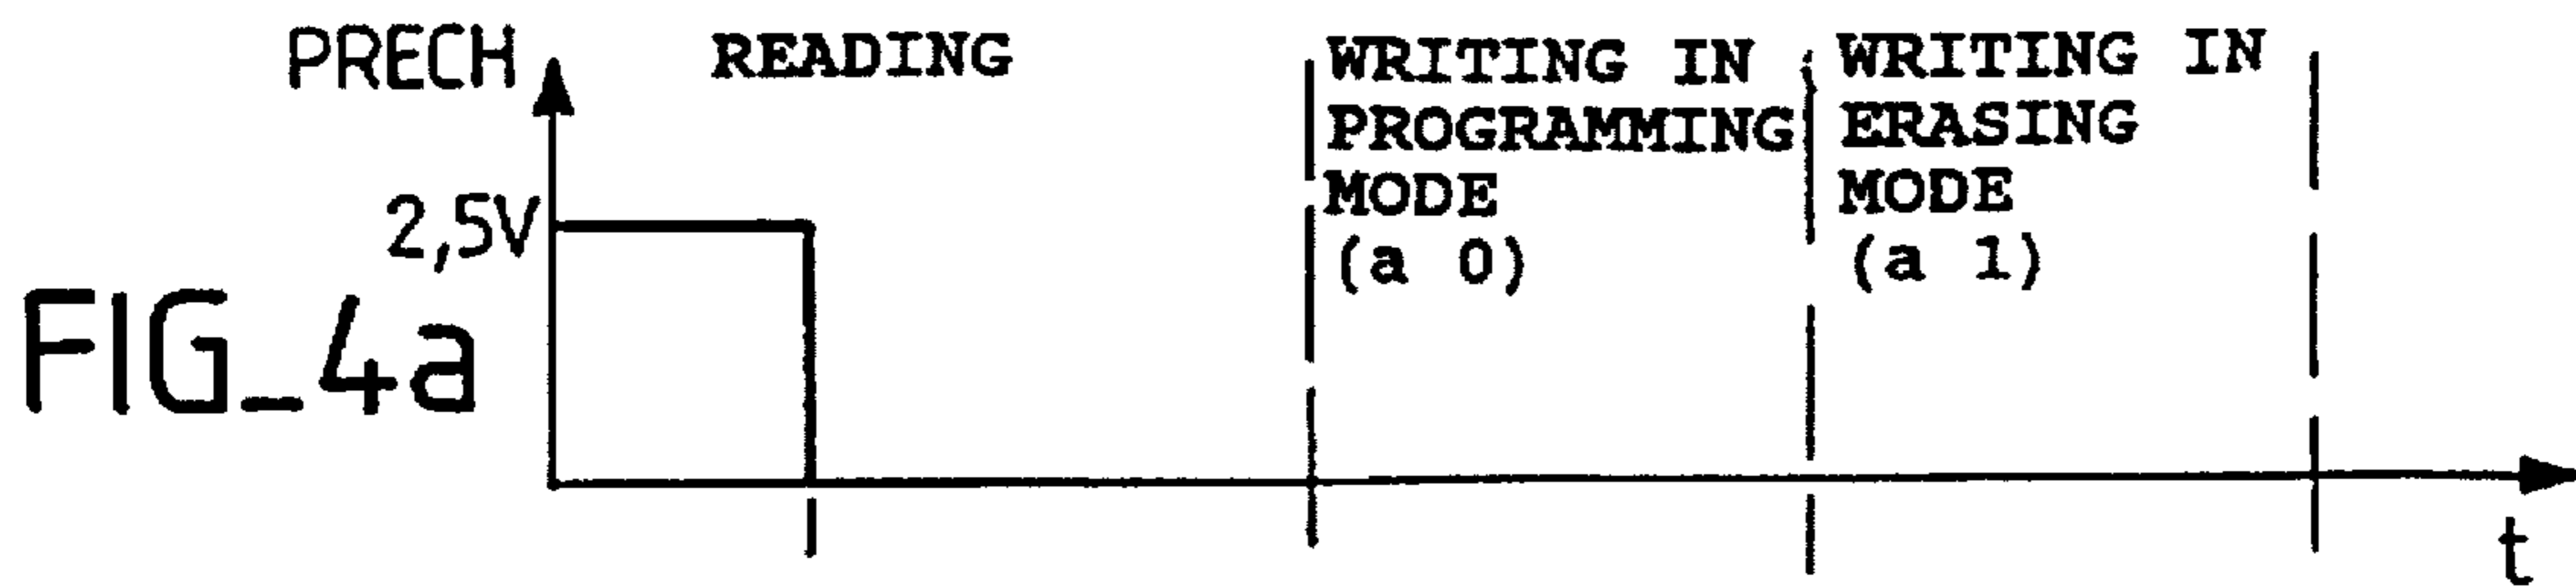 PRECH
READING
WRITING IN
PROGRAMMING
MODE
(a 0)
WRITING IN
ERASING
MODE
(a 1)
2,5V
FIG_4a
t